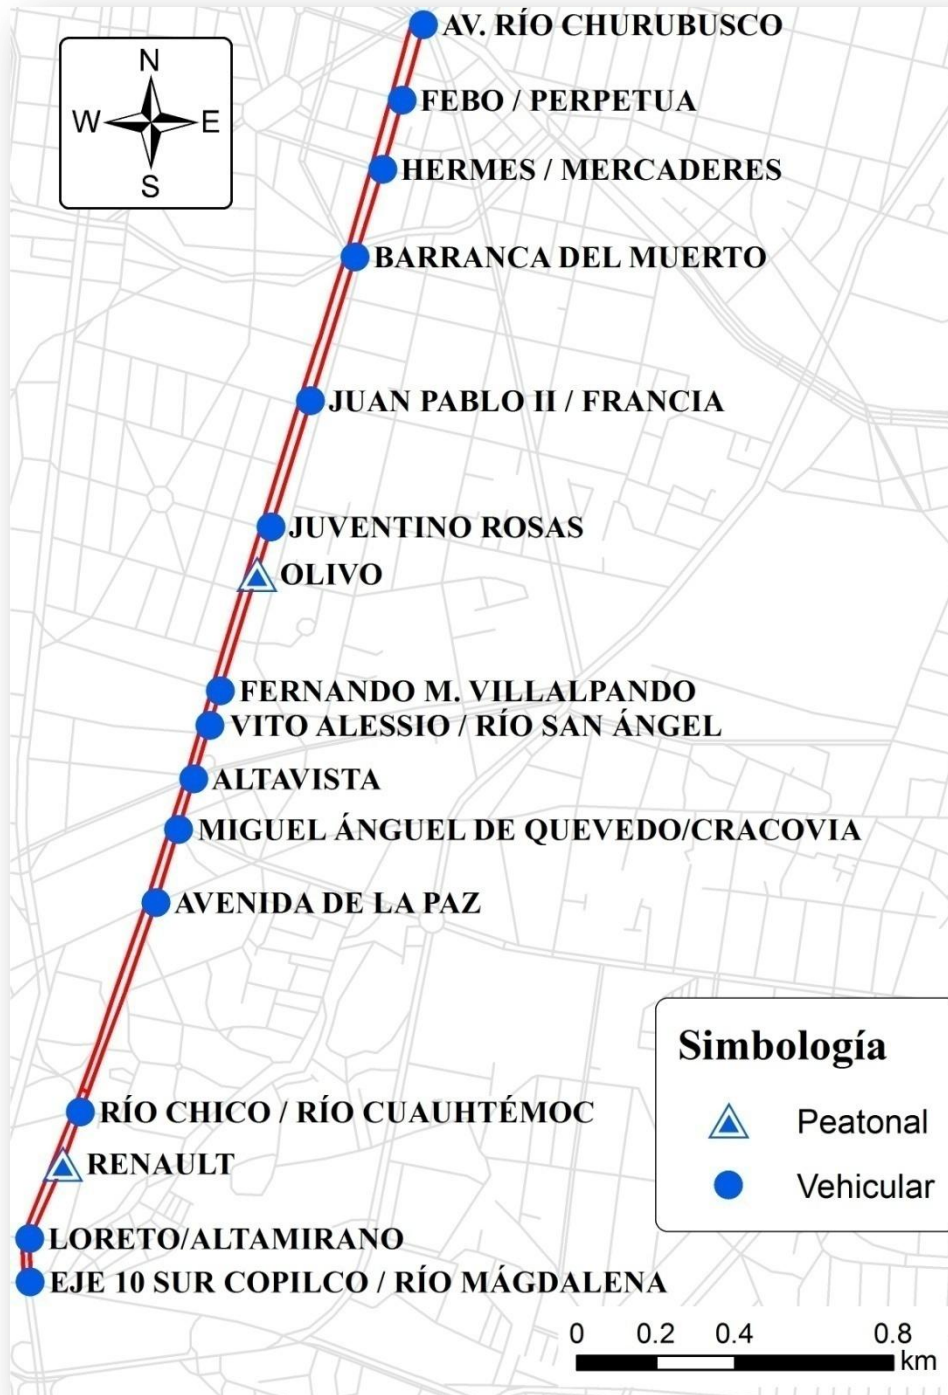 AV. RÍO CHURUBUSCO
N
W E
S
FEBO / PERPETUA
HERMES / MERCADERES
BARRANCA DEL MUERTO
JUAN PABLO II / FRANCIA
JUVENTINO ROSAS
OLIVO
FERNANDO M. VILLALPANDO
VITO ALESSIO / RÍO SAN ÁNGEL
ALTAVISTA
MIGUEL ÁNGUEL DE QUEVEDO/CRACOVIA
AVENIDA DE LA PAZ
RÍO CHICO / RÍO CUAUHTÉMOC
RENAULT
LORETO/ALTAMIRANO
EJE 10 SUR COPILCO / RÍO MÁGDALENA
Simbología
Peatonal
Vehicular
0 0.2 0.4 0.8
km